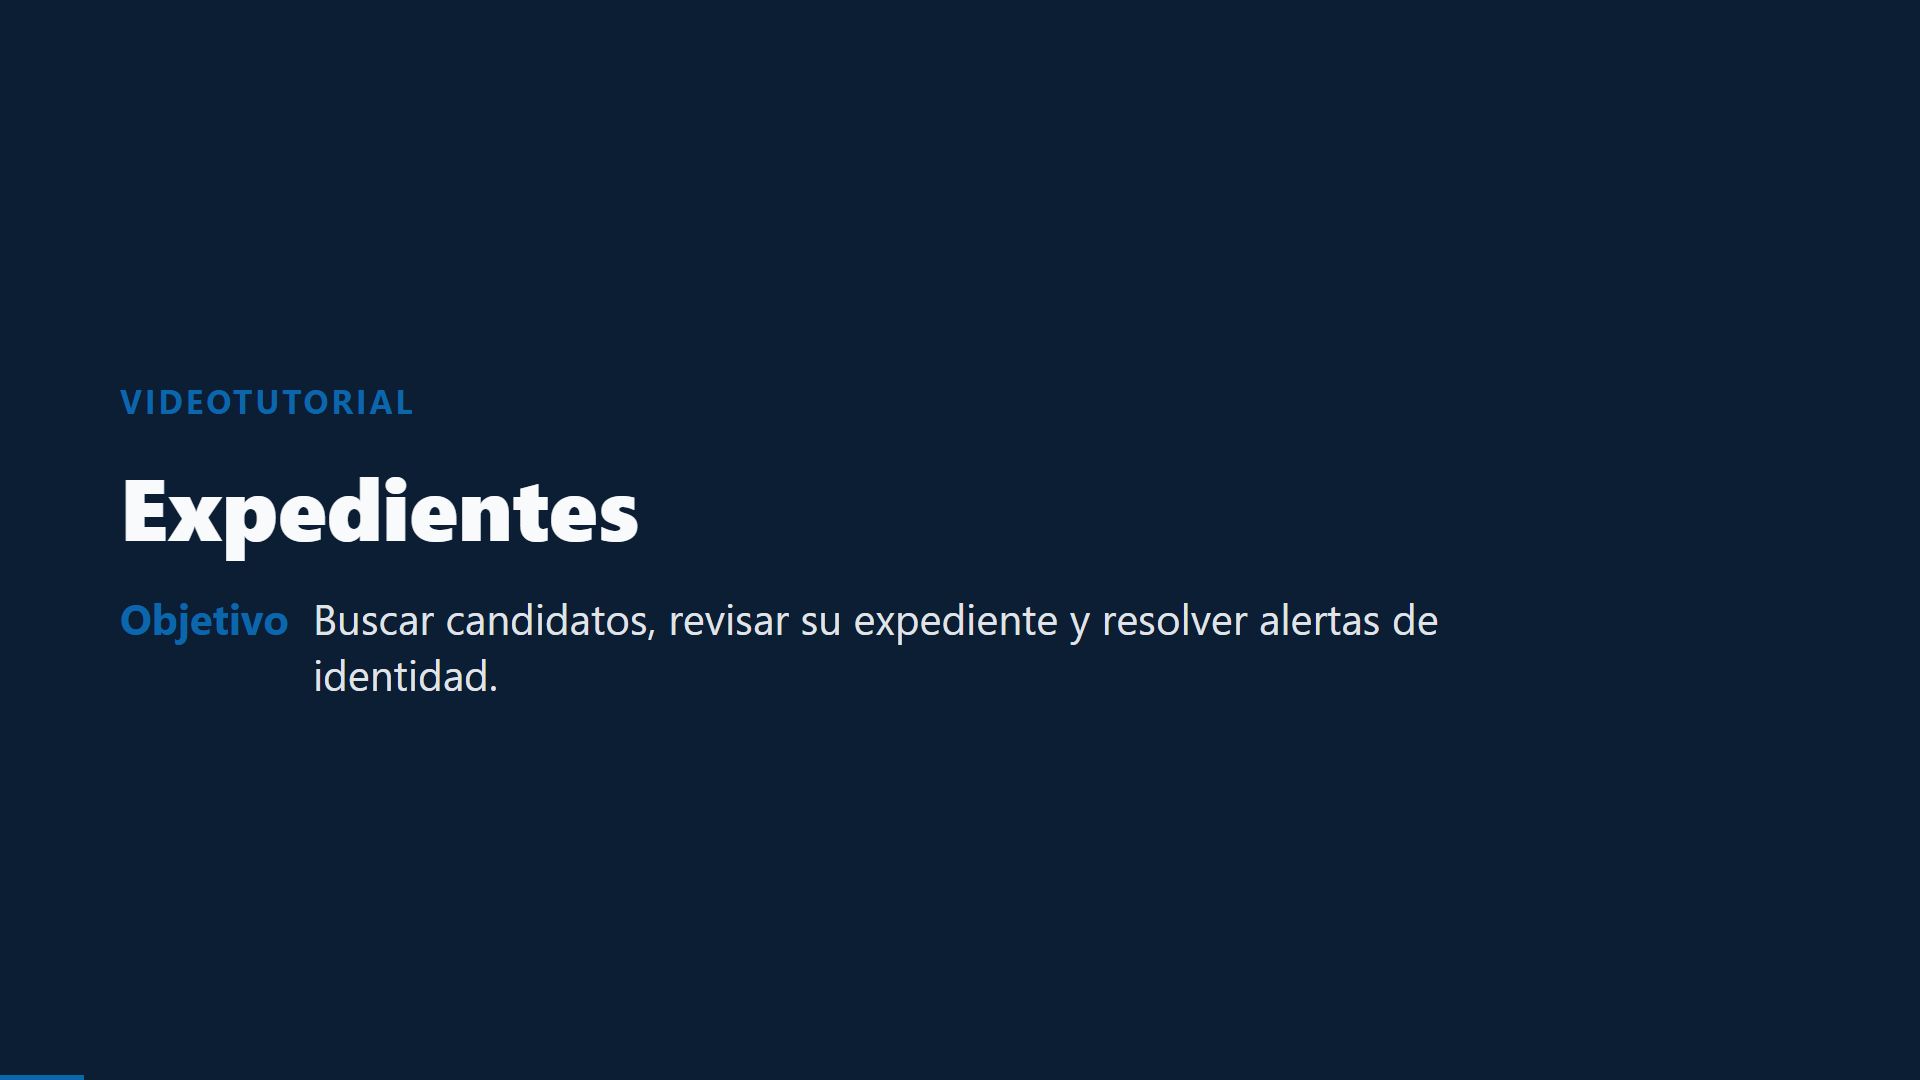 VIDEOTUTORIAL
Expedientes
Objetivo Buscar candidatos, revisar su expediente y resolver alertas de
identidad.